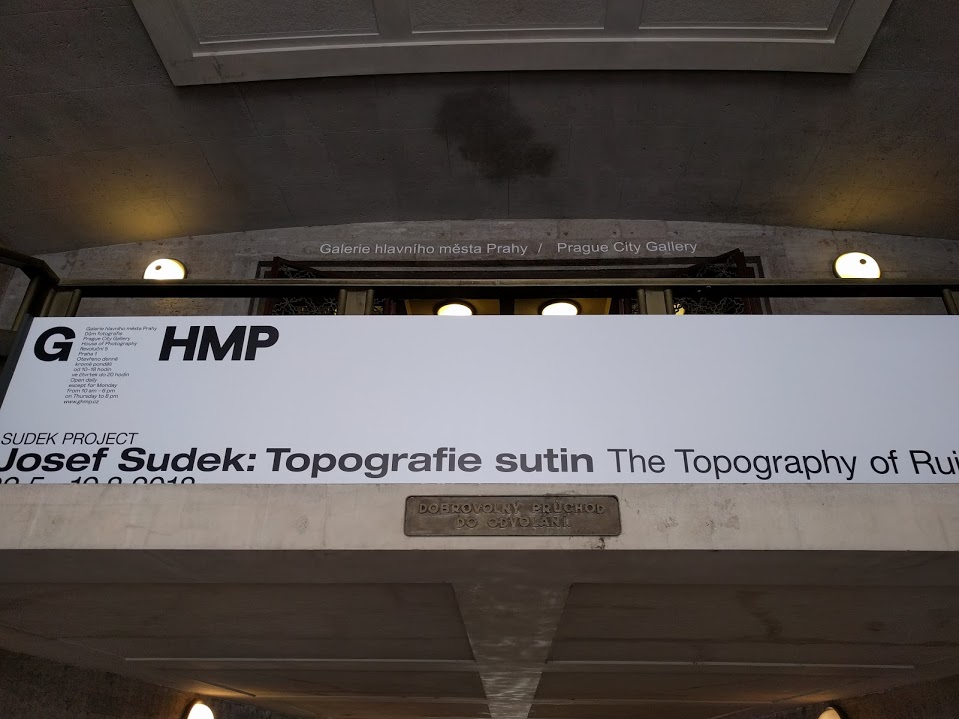 Galerie hlavního města Prahy / Prague City Gallery
G HMP
Galerie hlavního města Prahy
Dům fotografie
Prague City Gallery
House of Photography
Revoluční 5
Praha 1
Otevřeno denně
kromě pondělí
od 10–18 hodin
ve čtvrtek do 20 hodin
Open daily
except for Monday
from 10 am - 6 pm
on Thursday to 8 pm
www.ghmp.cz
SUDEK PROJECT
Josef Sudek: Topografie sutin The Topography of Rui
DOBROVOLNÝ PRŮCHOD
DO ODVOLÁNÍ